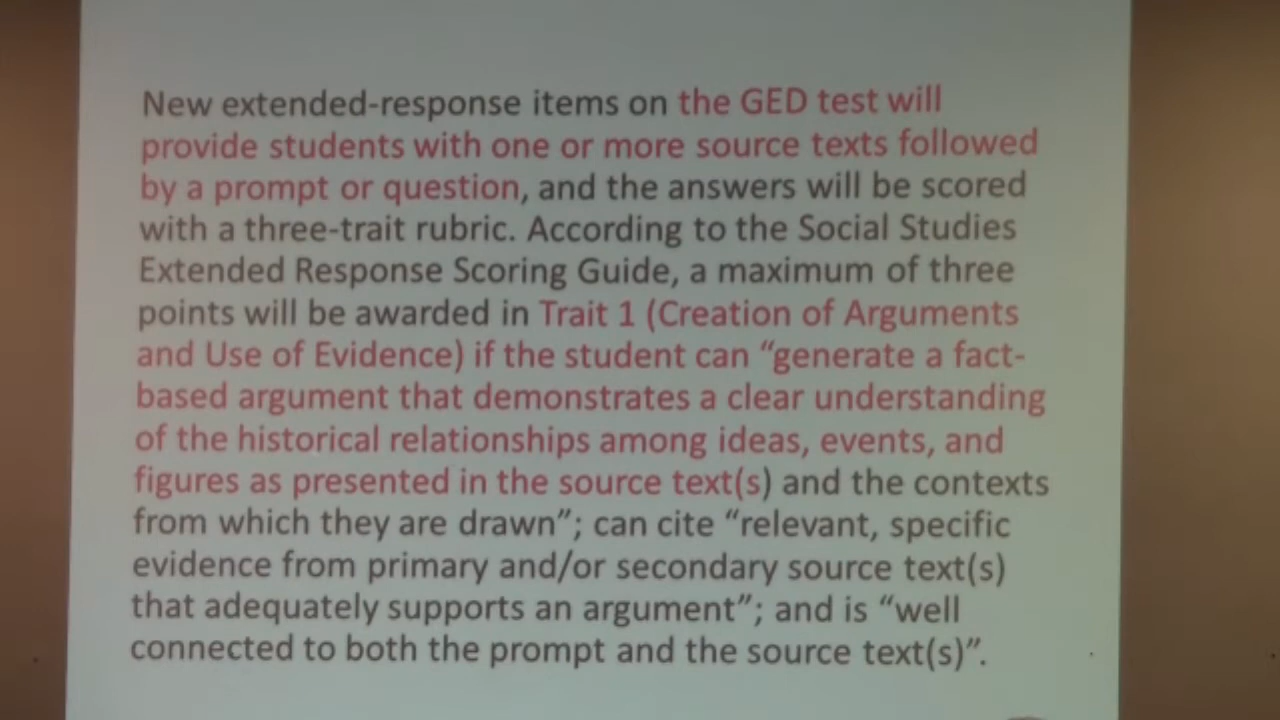 New extended-response items on the GED test will
provide students with one or more source texts followed
by a prompt or question, and the answers will be scored
with a three-trait rubric. According to the Social Studies
Extended Response Scoring Guide, a maximum of three
points will be awarded in Trait 1 (Creation of Arguments
and Use of Evidence) if the student can “generate a fact-
based argument that demonstrates a clear understanding
of the historical relationships among ideas, events, and
figures as presented in the source text(s) and the contexts
from which they are drawn”; can cite “relevant, specific
evidence from primary and/or secondary source text(s)
that adequately supports an argument”; and is “well
connected to both the prompt and the source text(s)”.